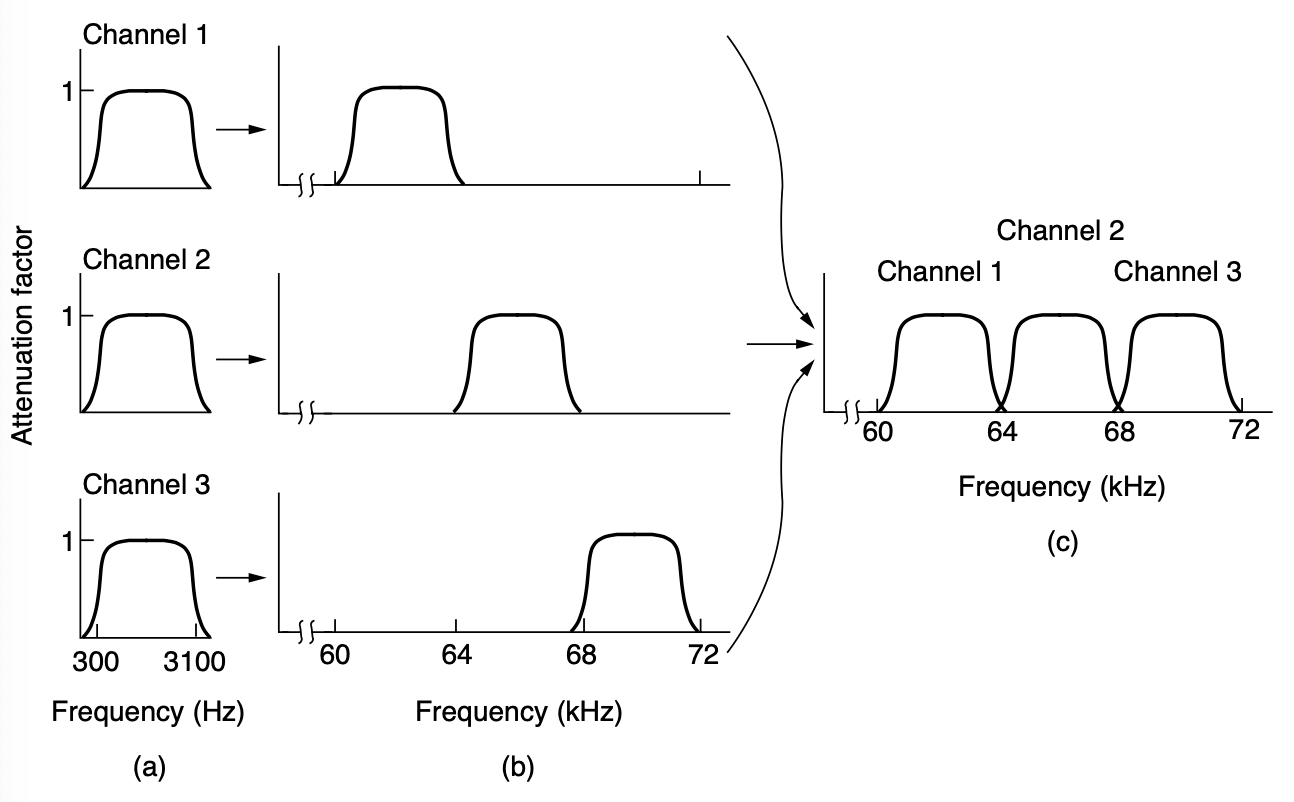 Channel 1
1
Channel 2
1
Attenuation factor
Channel 3
1
300 3100
Frequency (Hz)
(a)
60 64 68 72
Frequency (kHz)
(b)
Channel 2
Channel 1 Channel 3
60 64 68 72
Frequency (kHz)
(c)